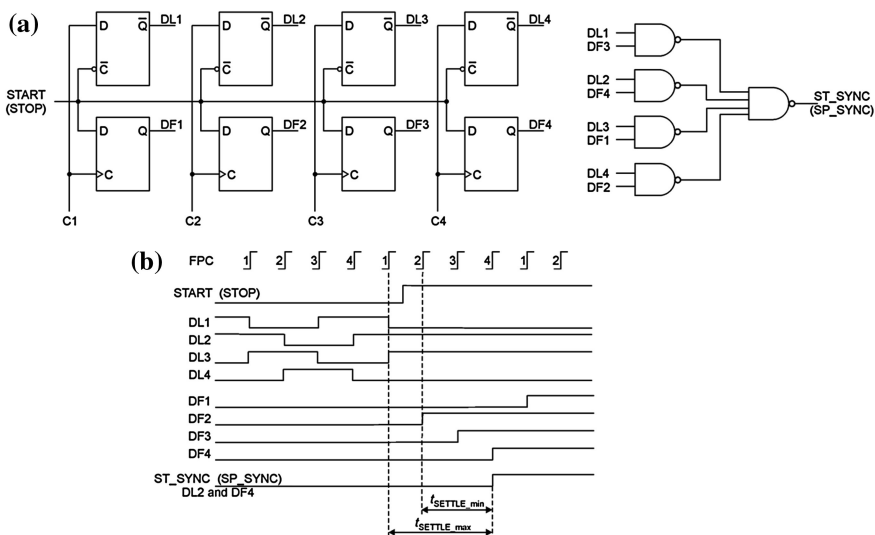 (a)
D Q̅ DL1
C̅
D Q̅ DL2
C̅
D Q̅ DL3
C̅
D Q̅ DL4
C̅
START
(STOP)
D Q DF1
C
D Q DF2
C
D Q DF3
C
D Q DF4
C
C1 C2 C3 C4
DL1
DF3
DL2
DF4
DL3
DF1
DL4
DF2
ST_SYNC
(SP_SYNC)
(b)
FPC 1 2 3 4 1 2 3 4 1 2
START (STOP)
DL1
DL2
DL3
DL4
DF1
DF2
DF3
DF4
ST_SYNC (SP_SYNC)
DL2 and DF4
tSETTLE_min
tSETTLE_max